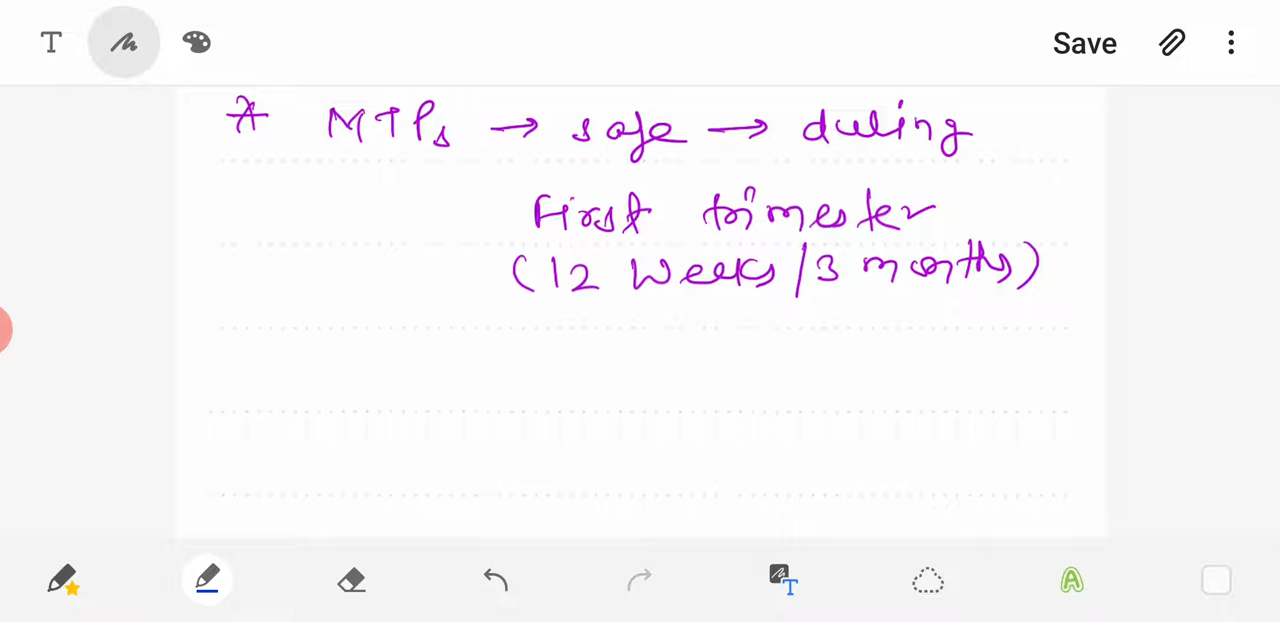 Save
* MTPs → safe → during
First trimester
(12 weeks/3 months)